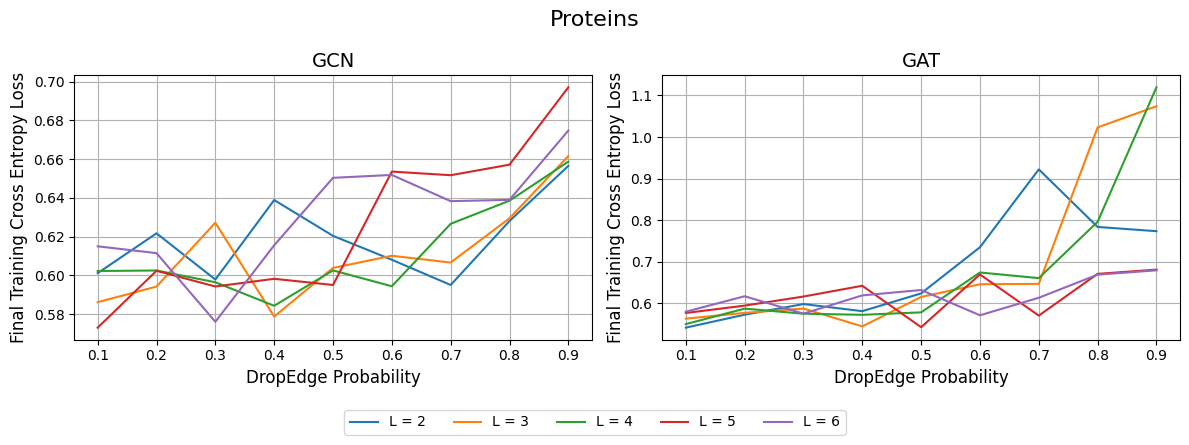 Proteins
GCN
Final Training Cross Entropy Loss
0.70
0.68
0.66
0.64
0.62
0.60
0.58
0.1 0.2 0.3 0.4 0.5 0.6 0.7 0.8 0.9
DropEdge Probability
GAT
Final Training Cross Entropy Loss
1.1
1.0
0.9
0.8
0.7
0.6
0.1 0.2 0.3 0.4 0.5 0.6 0.7 0.8 0.9
DropEdge Probability
L = 2 L = 3 L = 4 L = 5 L = 6